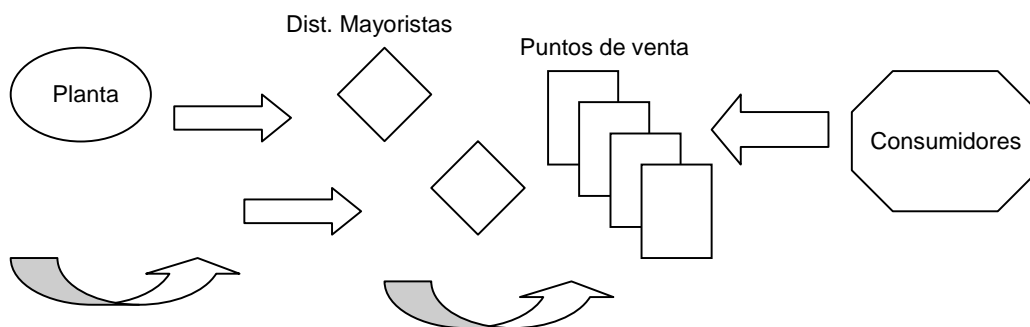 Dist. Mayoristas
Puntos de venta
Planta
Consumidores